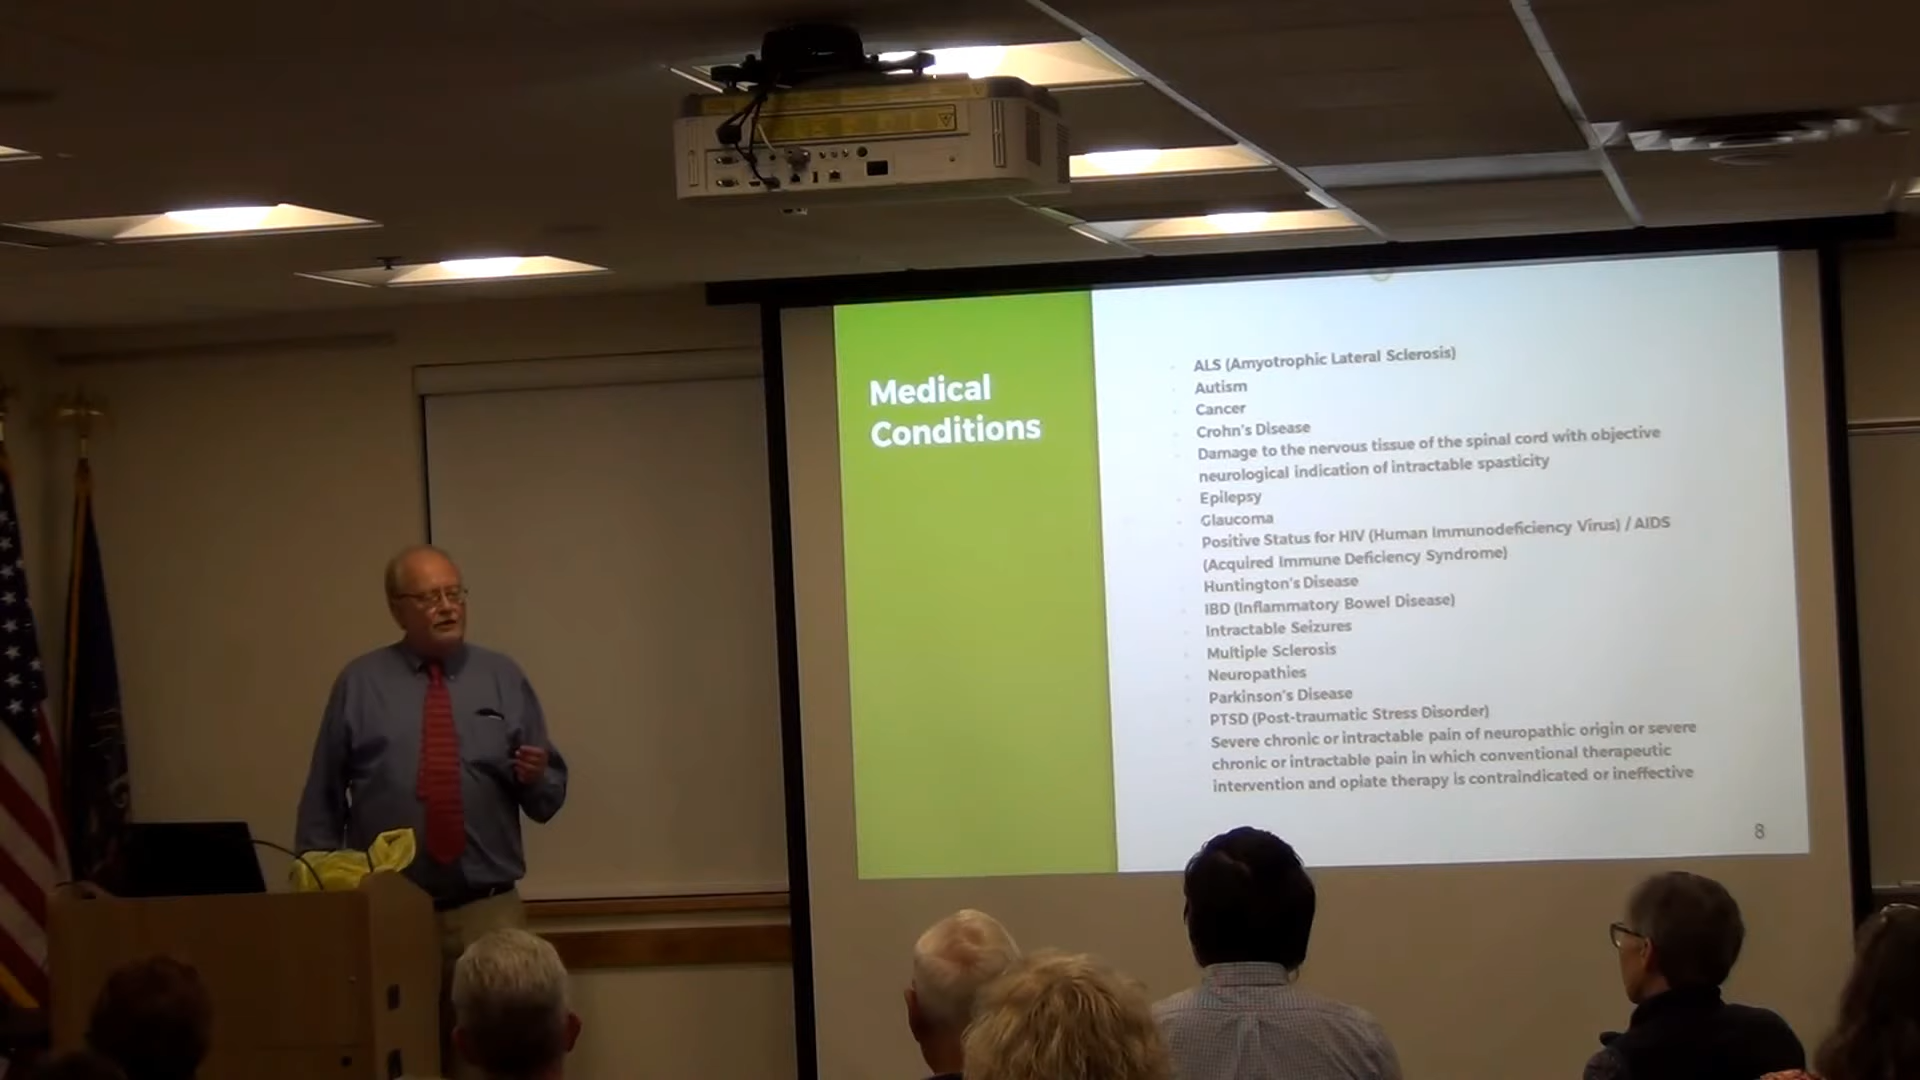 Medical
Conditions
ALS (Amyotrophic Lateral Sclerosis)
Autism
Cancer
Crohn's Disease
Damage to the nervous tissue of the spinal cord with objective
neurological indication of intractable spasticity
Epilepsy
Glaucoma
Positive Status for HIV (Human Immunodeficiency Virus) / AIDS
(Acquired Immune Deficiency Syndrome)
Huntington's Disease
IBD (Inflammatory Bowel Disease)
Intractable Seizures
Multiple Sclerosis
Neuropathies
Parkinson's Disease
PTSD (Post-traumatic Stress Disorder)
Severe chronic or intractable pain of neuropathic origin or severe
chronic or intractable pain in which conventional therapeutic
intervention and opiate therapy is contraindicated or ineffective
8